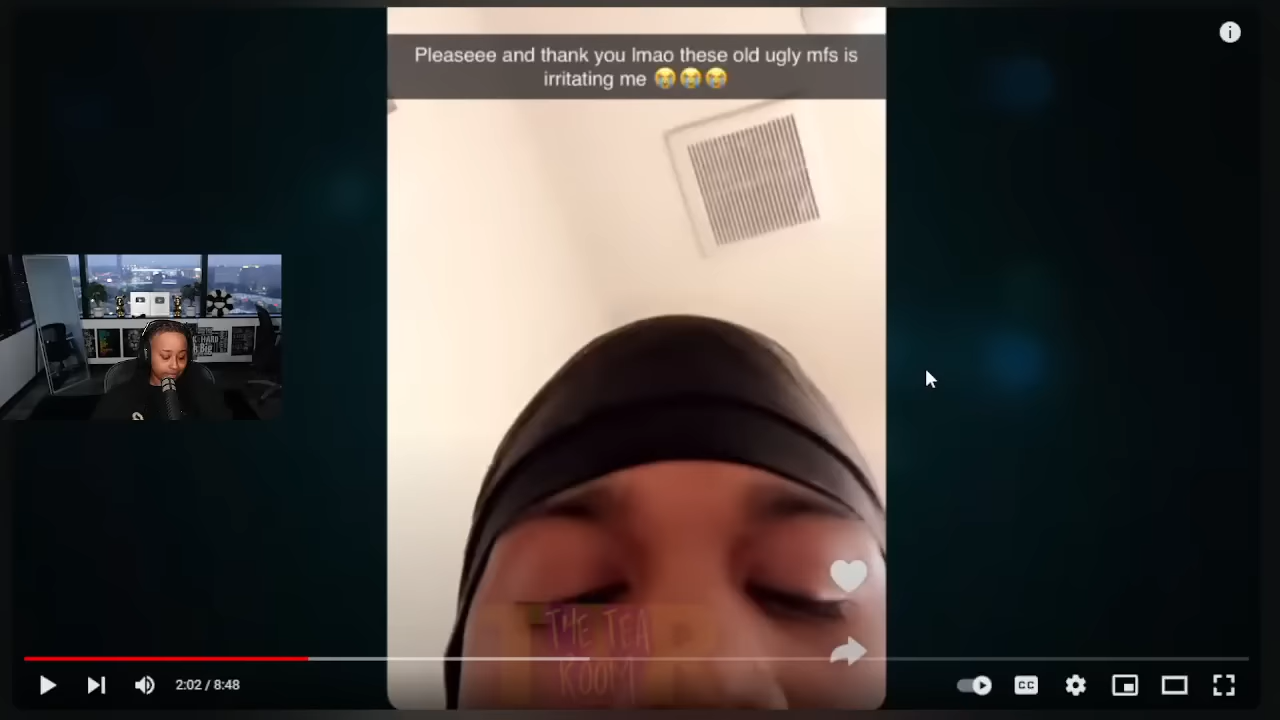 Pleaseee and thank you lmao these old ugly mfs is
irritating me 😭😭😭
THE TEA
ROOM
2:02 / 8:48
CC